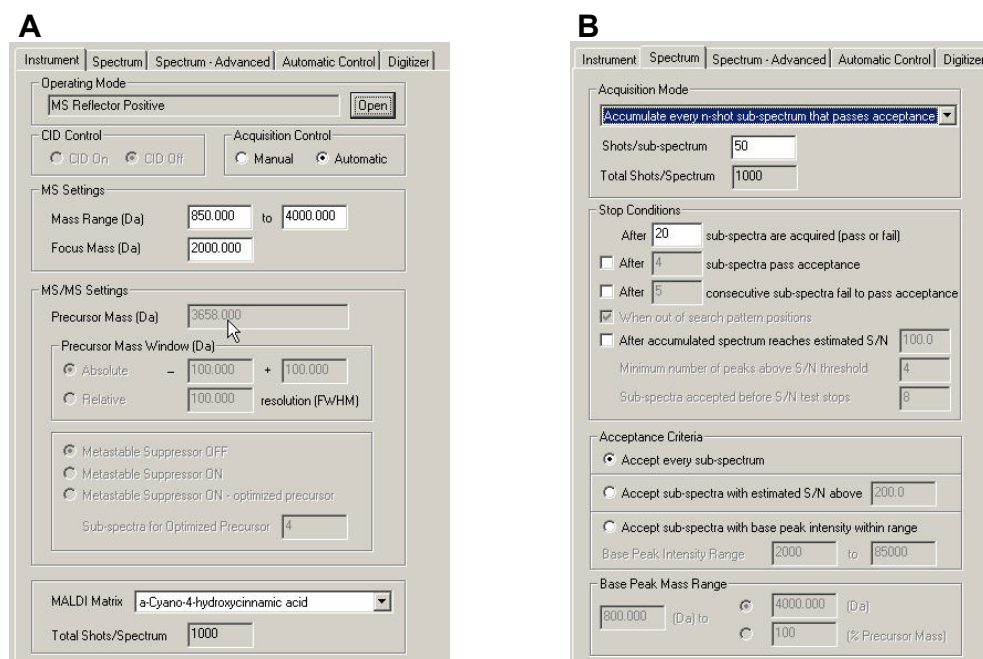 A
Instrument Spectrum Spectrum - Advanced Automatic Control Digitizer
Operating Mode
MS Reflector Positive Open
CID Control Acquisition Control
CID On CID Off Manual Automatic
MS Settings
Mass Range (Da) 850.000 to 4000.000
Focus Mass (Da) 2000.000
MS/MS Settings
Precursor Mass (Da) 3658.000
Precursor Mass Window (Da)
Absolute - 100.000 + 100.000
Relative 100.000 resolution (FWHM)
Metastable Suppressor OFF
Metastable Suppressor ON
Metastable Suppressor ON - optimized precursor
Sub-spectra for Optimized Precursor 4
MALDI Matrix a-Cyano-4-hydroxycinnamic acid
Total Shots/Spectrum 1000
B
Instrument Spectrum Spectrum - Advanced Automatic Control Digitizer
Acquisition Mode
Accumulate every n-shot sub-spectrum that passes acceptance
Shots/sub-spectrum 50
Total Shots/Spectrum 1000
Stop Conditions
After 20 sub-spectra are acquired (pass or fail)
After 4 sub-spectra pass acceptance
After 5 consecutive sub-spectra fail to pass acceptance
When out of search pattern positions
After accumulated spectrum reaches estimated S/N 100.0
Minimum number of peaks above S/N threshold 4
Sub-spectra accepted before S/N test stops 8
Acceptance Criteria
Accept every sub-spectrum
Accept sub-spectra with estimated S/N above 200.0
Accept sub-spectra with base peak intensity within range
Base Peak Intensity Range 2000 to 85000
Base Peak Mass Range
800.000 (Da) to 4000.000 (Da)
100 (% Precursor Mass)